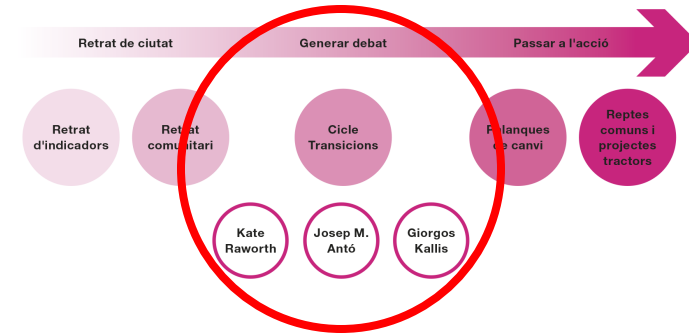 Retrat de ciutat
Generar debat
Passar a l'acció
Retrat
d'indicadors
Retrat
comunitari
Cicle
Transicions
Palanques
de canvi
Reptes
comuns i
projectes
tractors
Kate
Raworth
Josep M.
Antó
Giorgos
Kallis